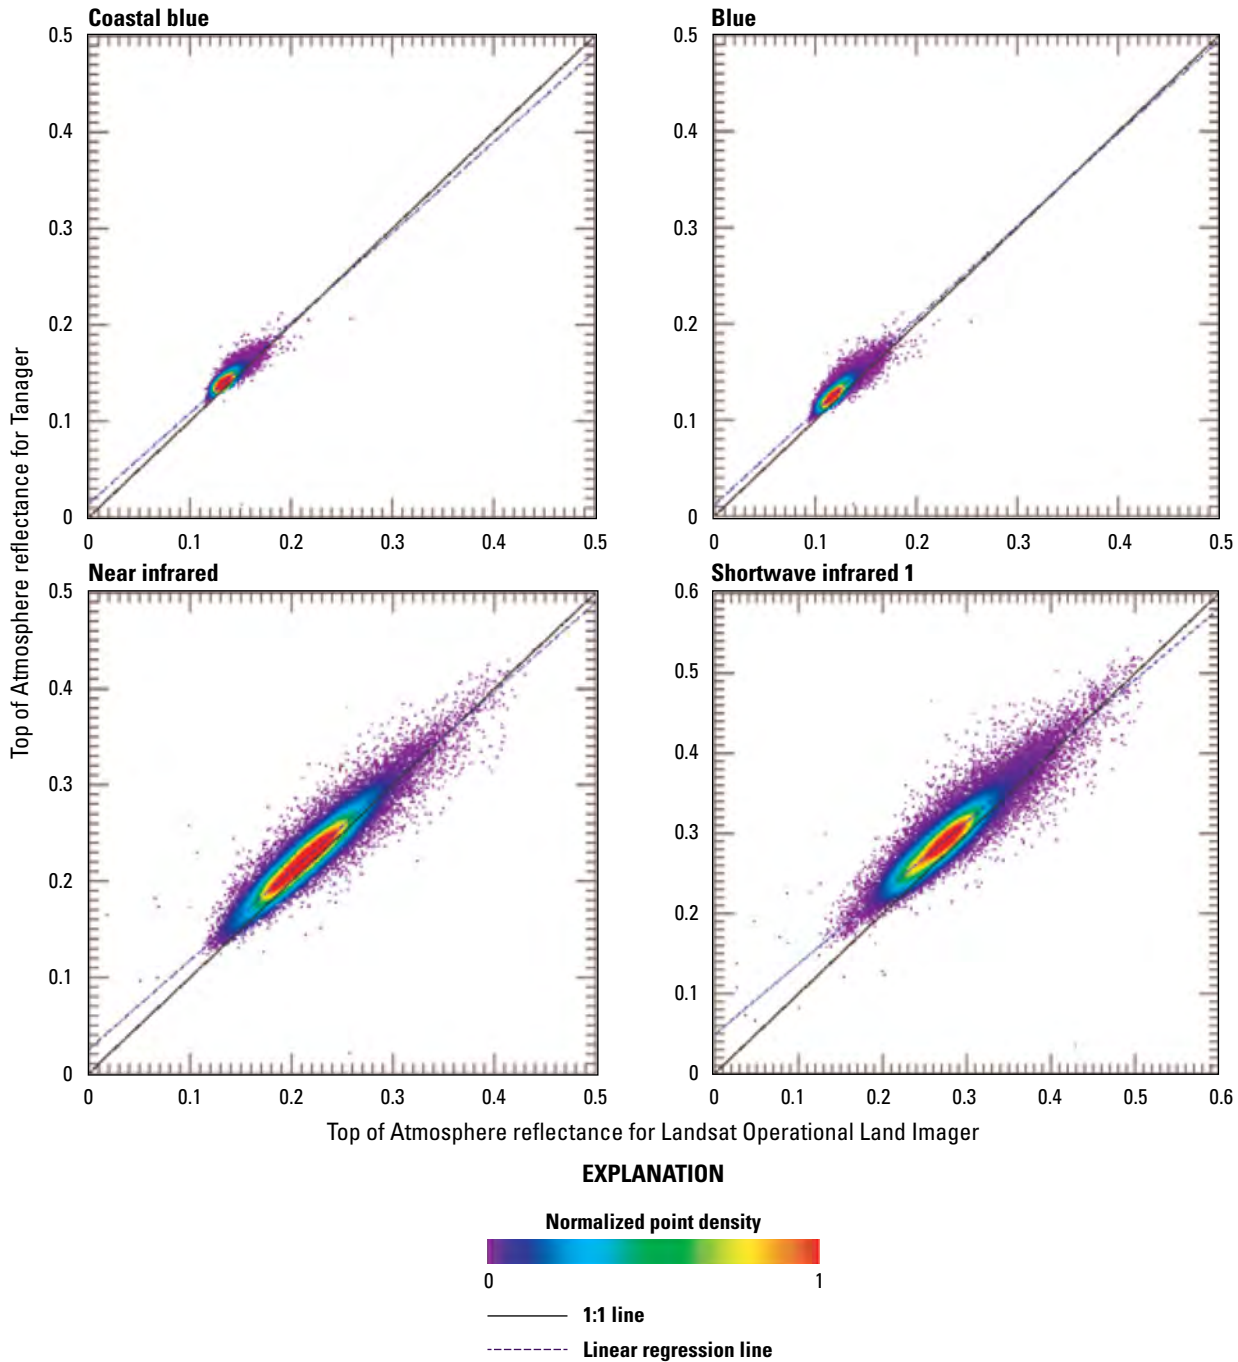 Coastal blue
0.5
0.4
0.3
0.2
0.1
0
0 0.1 0.2 0.3 0.4 0.5
Blue
0.5
0.4
0.3
0.2
0.1
0
0 0.1 0.2 0.3 0.4 0.5
Top of Atmosphere reflectance for Tanager
Near infrared
0.5
0.4
0.3
0.2
0.1
0
0 0.1 0.2 0.3 0.4 0.5
Shortwave infrared 1
0.6
0.5
0.4
0.3
0.2
0.1
0
0 0.1 0.2 0.3 0.4 0.5 0.6
Top of Atmosphere reflectance for Landsat Operational Land Imager
EXPLANATION
Normalized point density
0 1
1:1 line
Linear regression line